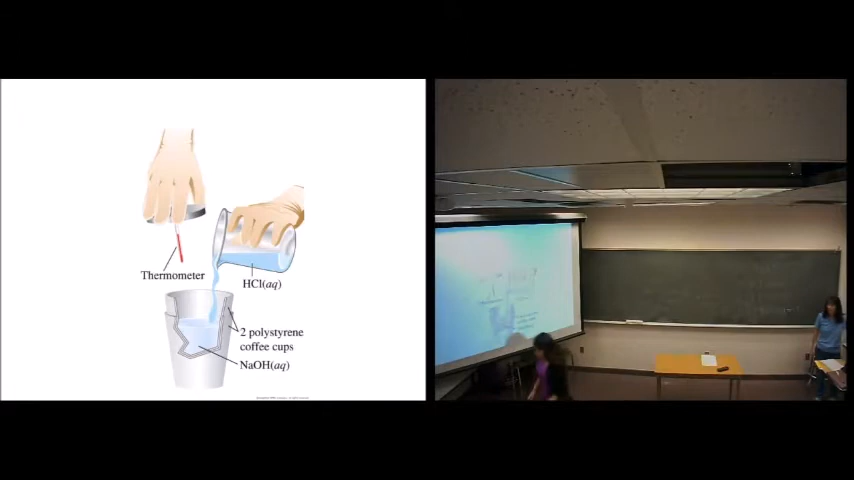 Thermometer
HCl(aq)
2 polystyrene
coffee cups
NaOH(aq)